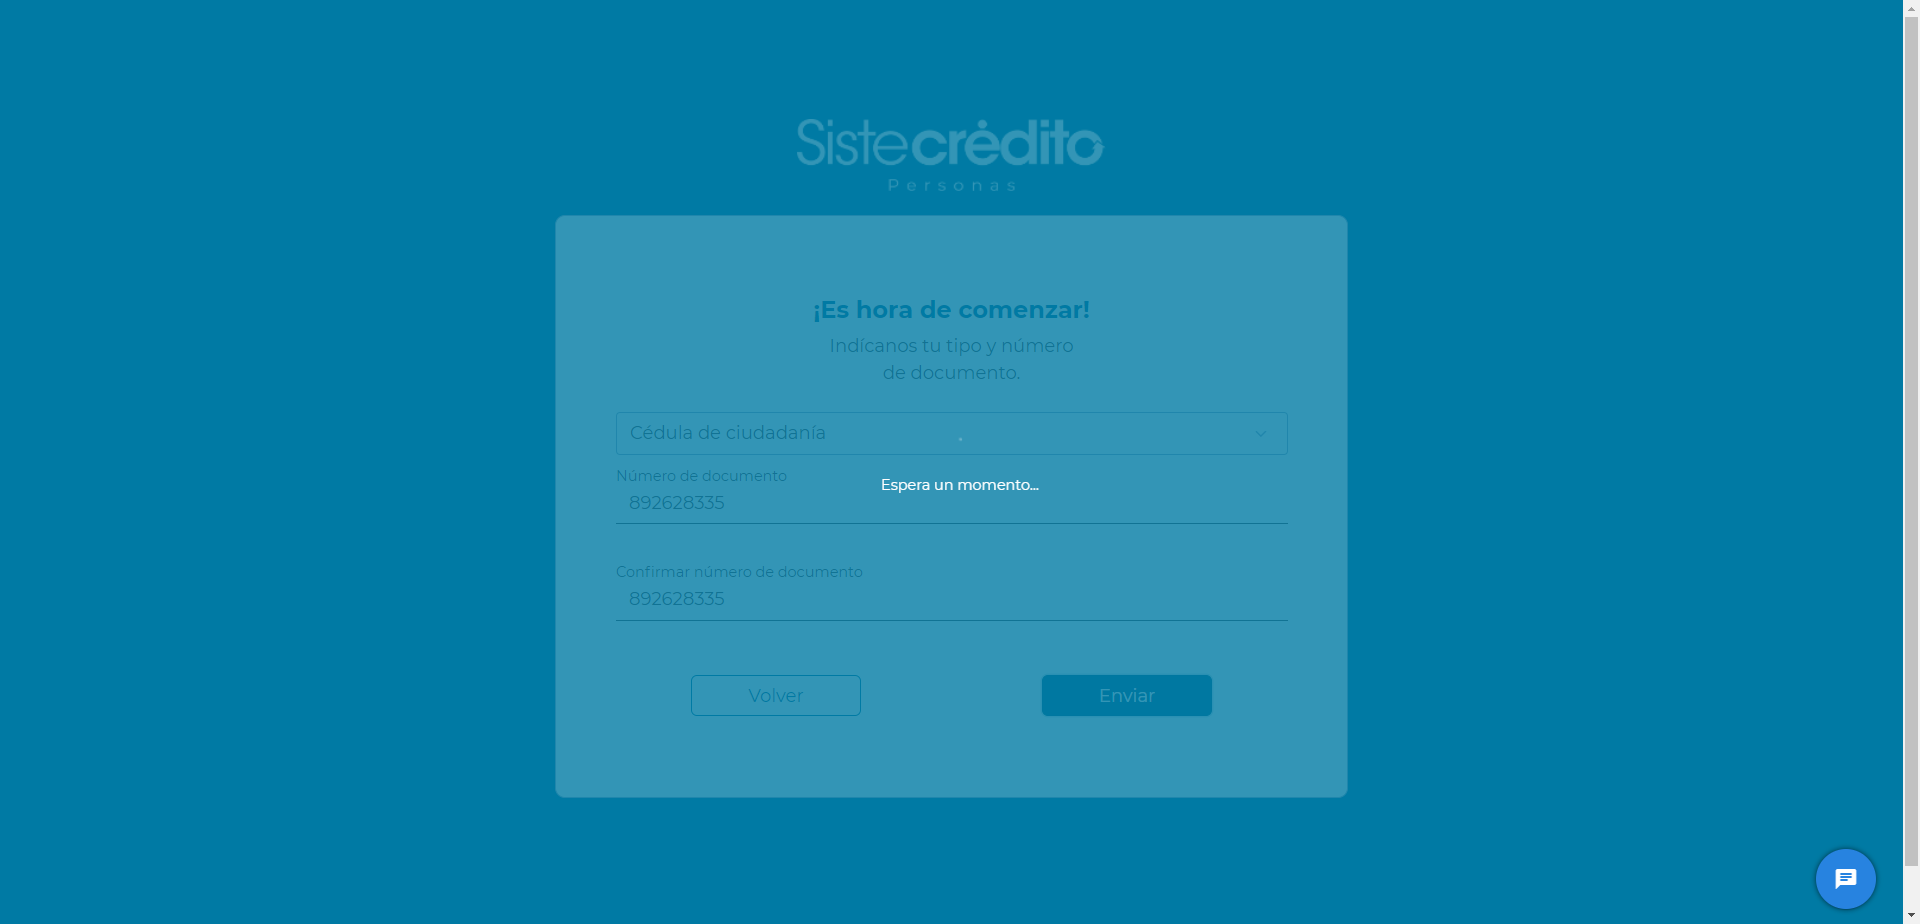 Sistecrédito
Personas
¡Es hora de comenzar!
Indícanos tu tipo y número
de documento.
Cédula de ciudadanía
Número de documento
Espera un momento...
892628335
Confirmar número de documento
892628335
Volver
Enviar